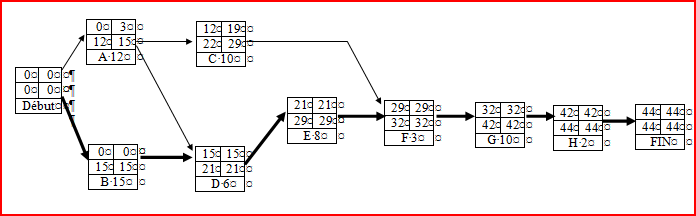 0¤ 0¤ ¤¶
0¤ 0¤ ¤¶
Début¤ ¤¶
0¤ 3¤ ¤
12¤ 15¤ ¤
A·12¤ ¤
0¤ 0¤ ¤
15¤ 15¤ ¤
B·15¤ ¤
12¤ 19¤ ¤
22¤ 29¤ ¤
C·10¤ ¤
15¤ 15¤ ¤
21¤ 21¤ ¤
D·6¤ ¤
21¤ 21¤ ¤
29¤ 29¤ ¤
E·8¤ ¤
29¤ 29¤ ¤
32¤ 32¤ ¤
F·3¤ ¤
32¤ 32¤ ¤
42¤ 42¤ ¤
G·10¤ ¤
42¤ 42¤ ¤
44¤ 44¤ ¤
H·2¤ ¤
44¤ 44¤ ¤
44¤ 44¤ ¤
FIN¤ ¤